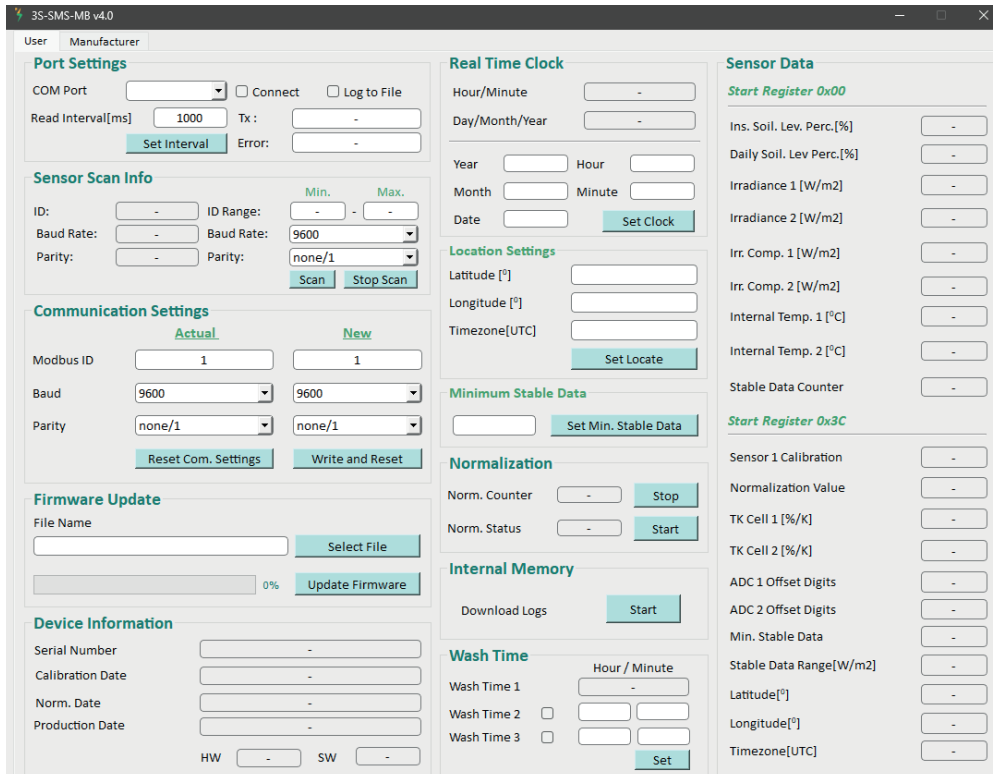 3S-SMS-MB v4.0
User Manufacturer
Port Settings
COM Port Connect Log to File
Read Interval[ms] 1000 Tx : -
Set Interval Error: -
Sensor Scan Info
Min. Max.
ID: - ID Range: - - -
Baud Rate: - Baud Rate: 9600
Parity: - Parity: none/1
Scan Stop Scan
Communication Settings
Actual New
Modbus ID 1 1
Baud 9600 9600
Parity none/1 none/1
Reset Com. Settings Write and Reset
Firmware Update
File Name
Select File
0% Update Firmware
Device Information
Serial Number -
Calibration Date -
Norm. Date -
Production Date -
HW - SW -
Real Time Clock
Hour/Minute -
Day/Month/Year -
Year Hour
Month Minute
Date Set Clock
Location Settings
Latitude [⁰]
Longitude [⁰]
Timezone[UTC]
Set Locate
Minimum Stable Data
Set Min. Stable Data
Normalization
Norm. Counter - Stop
Norm. Status - Start
Internal Memory
Download Logs Start
Wash Time
Hour / Minute
Wash Time 1 -
Wash Time 2
Wash Time 3
Set
Sensor Data
Start Register 0x00
Ins. Soil. Lev. Perc.[%] -
Daily Soil. Lev Perc.[%] -
Irradiance 1 [W/m2] -
Irradiance 2 [W/m2] -
Irr. Comp. 1 [W/m2] -
Irr. Comp. 2 [W/m2] -
Internal Temp. 1 [⁰C] -
Internal Temp. 2 [⁰C] -
Stable Data Counter -
Start Register 0x3C
Sensor 1 Calibration -
Normalization Value -
TK Cell 1 [%/K] -
TK Cell 2 [%/K] -
ADC 1 Offset Digits -
ADC 2 Offset Digits -
Min. Stable Data -
Stable Data Range[W/m2] -
Latitude[⁰] -
Longitude[⁰] -
Timezone[UTC] -